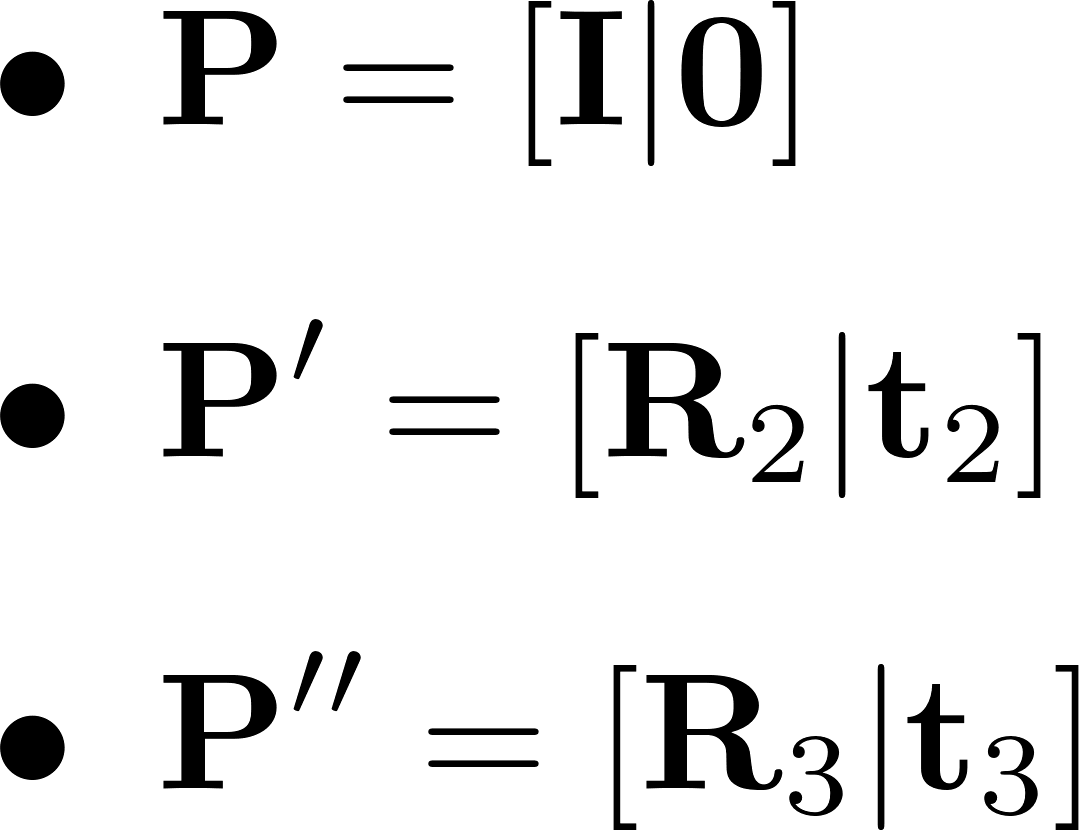 • P = [I|0]
• P′ = [R₂|t₂]
• P′′ = [R₃|t₃]